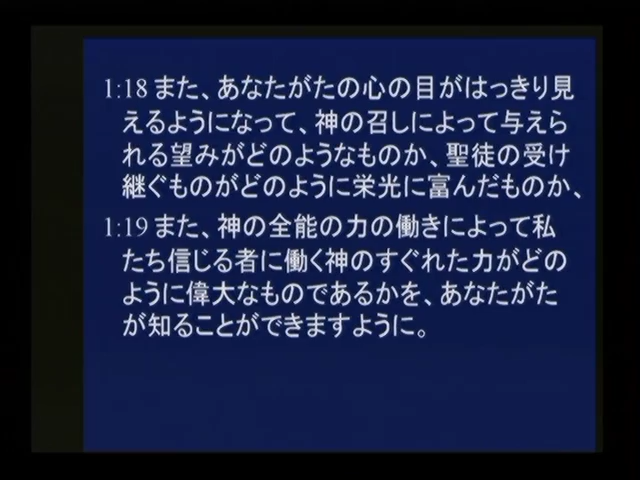 1:18 また、あなたがたの心の目がはっきり見
えるようになって、神の召しによって与えら
れる望みがどのようなものか、聖徒の受け
継ぐものがどのように栄光に富んだものか、
1:19 また、神の全能の力の働きによって私
たち信じる者に働く神のすぐれた力がどの
ように偉大なものであるかを、あなたがた
が知ることができますように。